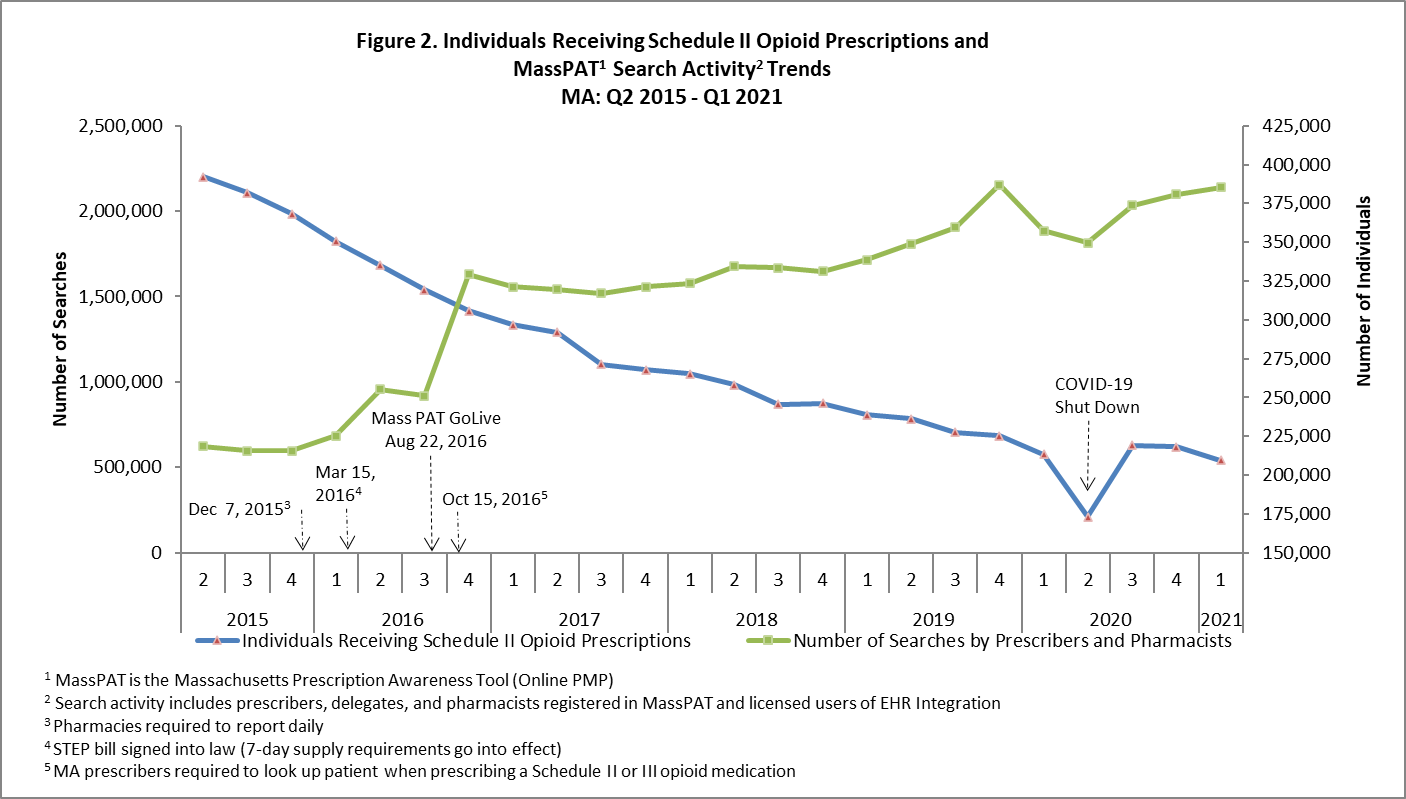 Figure 2. Individuals Receiving Schedule II Opioid Prescriptions and
MassPAT¹ Search Activity² Trends
MA: Q2 2015 - Q1 2021
Number of Searches
2,500,000
2,000,000
1,500,000
1,000,000
500,000
0
425,000
400,000
375,000
350,000
325,000
300,000
275,000
250,000
225,000
200,000
175,000
150,000
Number of Individuals
Dec 7, 2015³
Mar 15,
2016⁴
Mass PAT GoLive
Aug 22, 2016
Oct 15, 2016⁵
COVID-19
Shut Down
2 3 4 1 2 3 4 1 2 3 4 1 2 3 4 1 2 3 4 1 2 3 4 1
2015 2016 2017 2018 2019 2020 2021
Individuals Receiving Schedule II Opioid Prescriptions
Number of Searches by Prescribers and Pharmacists
¹ MassPAT is the Massachusetts Prescription Awareness Tool (Online PMP)
² Search activity includes prescribers, delegates, and pharmacists registered in MassPAT and licensed users of EHR Integration
³ Pharmacies required to report daily
⁴ STEP bill signed into law (7-day supply requirements go into effect)
⁵ MA prescribers required to look up patient when prescribing a Schedule II or III opioid medication